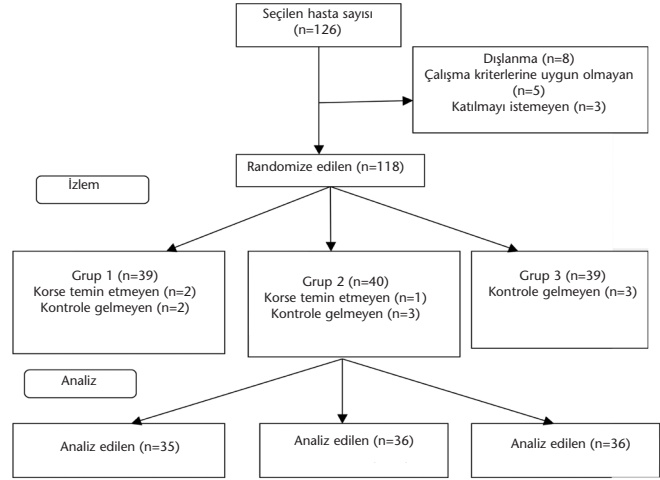 Seçilen hasta sayısı
(n=126)
Dışlanma (n=8)
Çalışma kriterlerine uygun olmayan
(n=5)
Katılmayı istemeyen (n=3)
Randomize edilen (n=118)
İzlem
Grup 1 (n=39)
Korse temin etmeyen (n=2)
Kontrole gelmeyen (n=2)
Grup 2 (n=40)
Korse temin etmeyen (n=1)
Kontrole gelmeyen (n=3)
Grup 3 (n=39)
Kontrole gelmeyen (n=3)
Analiz
Analiz edilen (n=35)
Analiz edilen (n=36)
Analiz edilen (n=36)